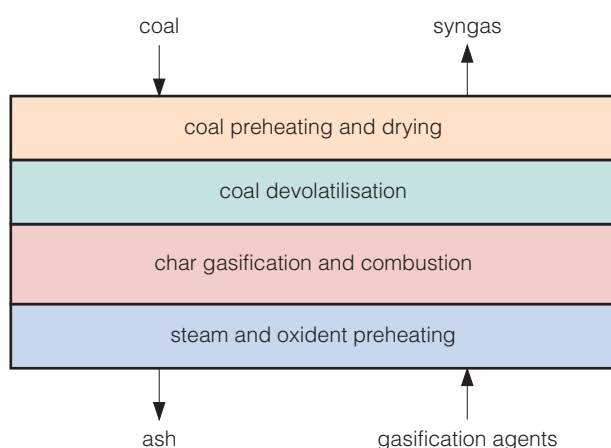 coal
syngas
coal preheating and drying
coal devolatilisation
char gasification and combustion
steam and oxident preheating
ash
gasification agents